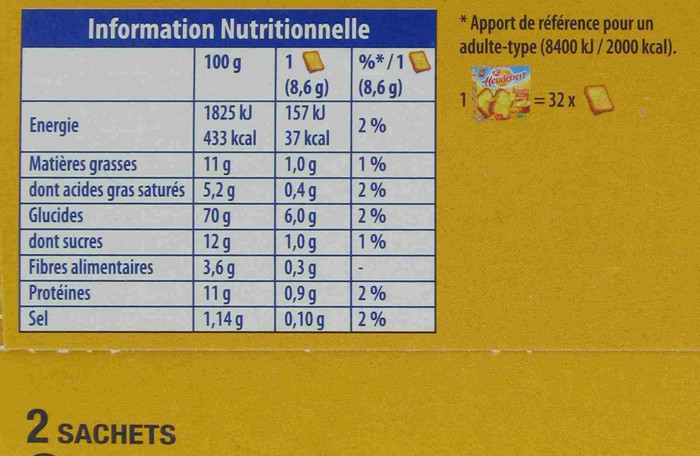 Information Nutritionnelle
100 g 1 (8,6 g) %* / 1 (8,6 g)
Energie 1825 kJ 433 kcal 157 kJ 37 kcal 2 %
Matières grasses 11 g 1,0 g 1 %
dont acides gras saturés 5,2 g 0,4 g 2 %
Glucides 70 g 6,0 g 2 %
dont sucres 12 g 1,0 g 1 %
Fibres alimentaires 3,6 g 0,3 g -
Protéines 11 g 0,9 g 2 %
Sel 1,14 g 0,10 g 2 %
* Apport de référence pour un
adulte-type (8400 kJ / 2000 kcal).
Heudebert
1 = 32 x
2 SACHETS